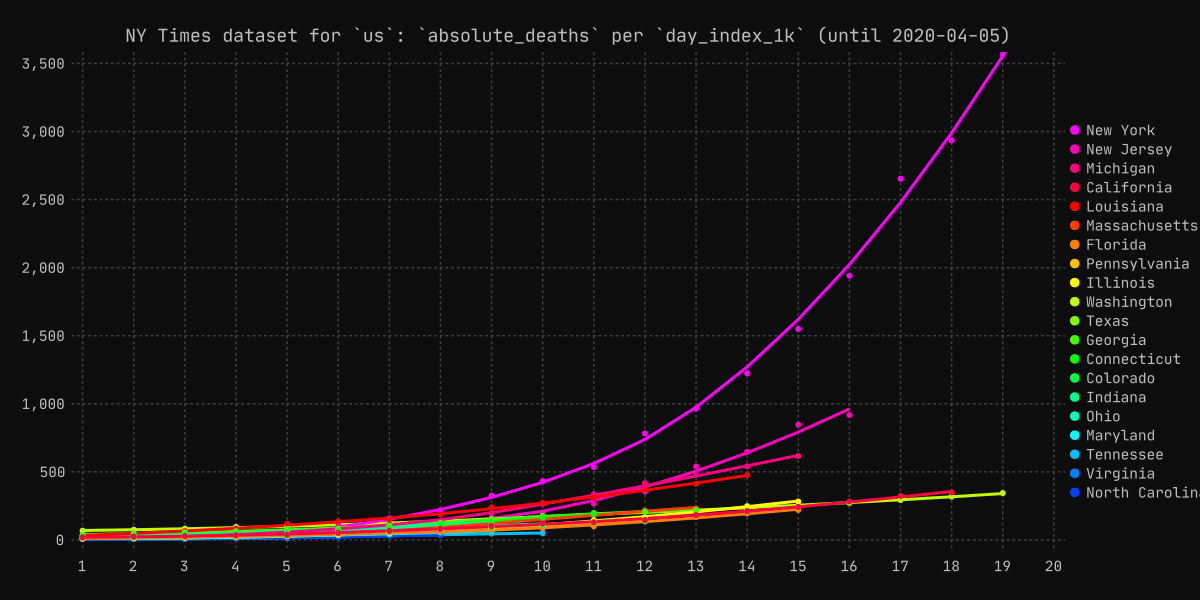 NY Times dataset for `us`: `absolute_deaths` per `day_index_1k` (until 2020-04-05)
3,500
3,000
2,500
2,000
1,500
1,000
500
0
1 2 3 4 5 6 7 8 9 10 11 12 13 14 15 16 17 18 19 20
New York
New Jersey
Michigan
California
Louisiana
Massachusetts
Florida
Pennsylvania
Illinois
Washington
Texas
Georgia
Connecticut
Colorado
Indiana
Ohio
Maryland
Tennessee
Virginia
North Carolina